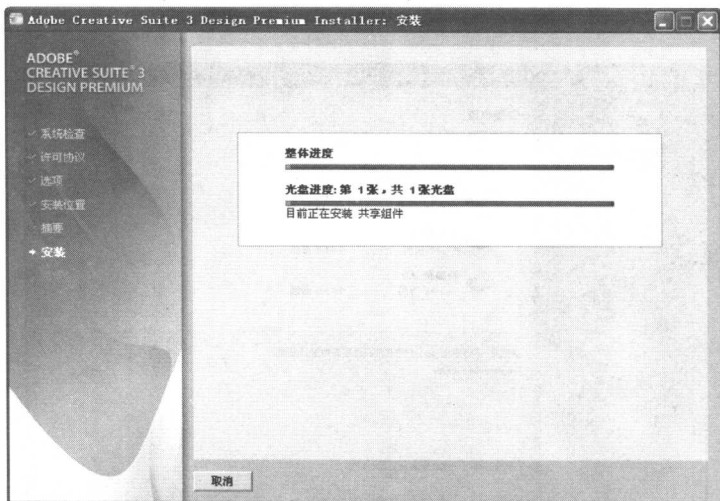 Adobe Creative Suite 3 Design Premium Installer: 安装
ADOBE®
CREATIVE SUITE® 3
DESIGN PREMIUM
系统检查
许可协议
选项
安装位置
摘要
安装
整体进度
光盘进度: 第 1张，共 1张光盘
目前正在安装 共享组件
取消